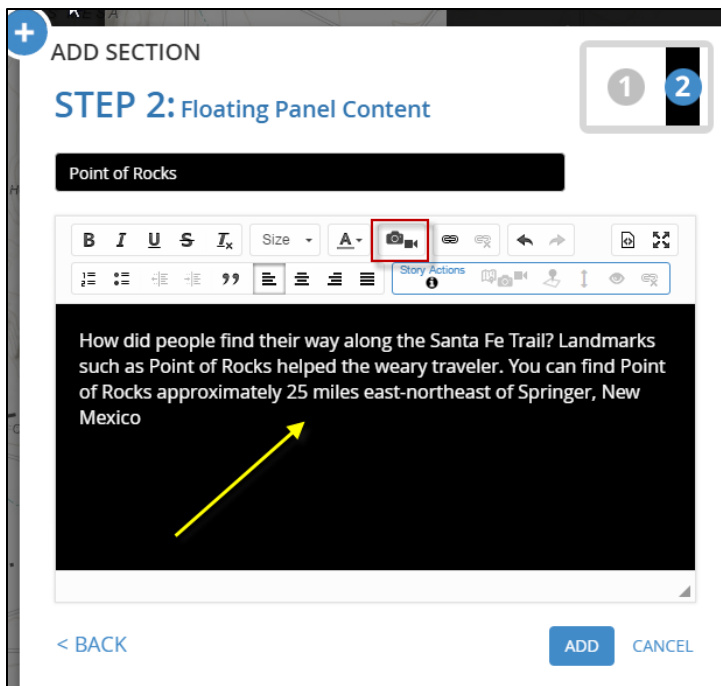 ADD SECTION
STEP 2: Floating Panel Content
1 2
Point of Rocks
B I U S Ix Size A
Story Actions
How did people find their way along the Santa Fe Trail? Landmarks
such as Point of Rocks helped the weary traveler. You can find Point
of Rocks approximately 25 miles east-northeast of Springer, New
Mexico
< BACK
ADD CANCEL